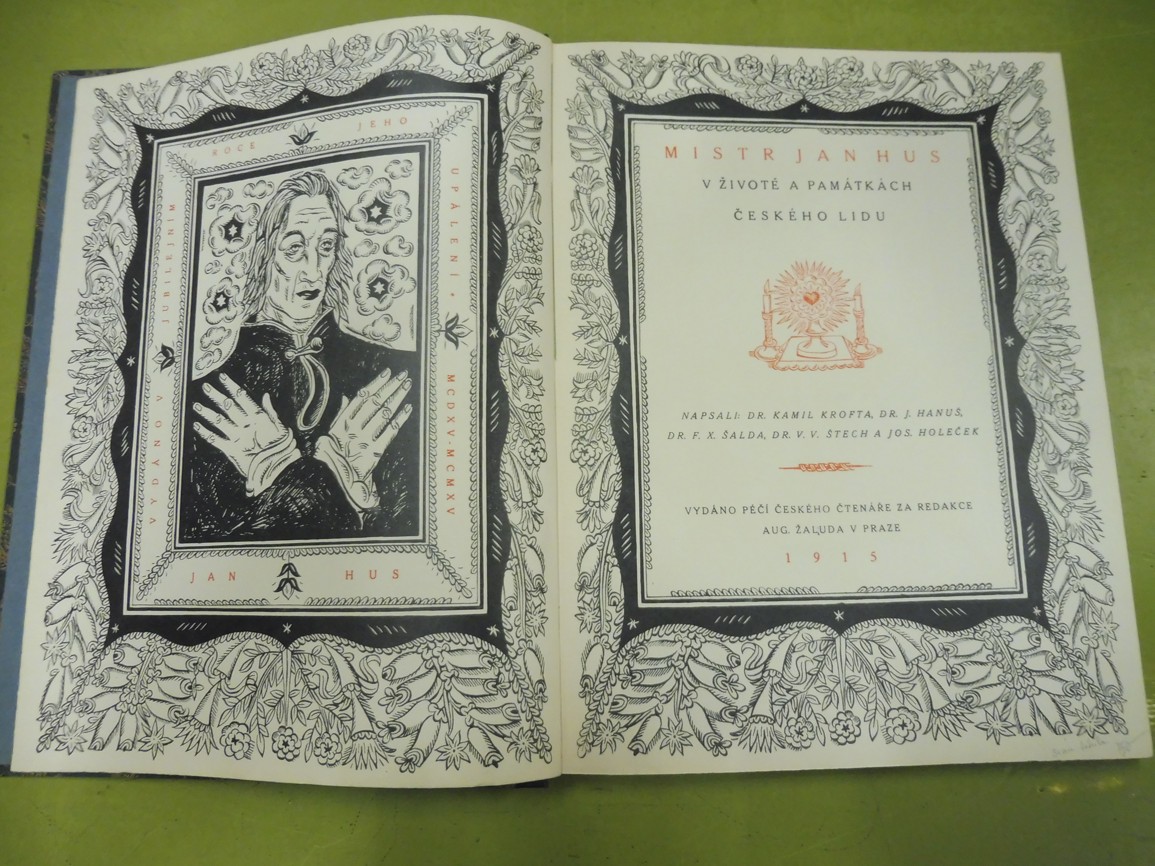 VYDÁNO V JUBILEJNÍM
ROCE JEHO
UPÁLENÍ • MCDXV-MCMXV
JAN HUS
MISTR JAN HUS
V ŽIVOTĚ A PAMÁTKÁCH
ČESKÉHO LIDU
NAPSALI: DR. KAMIL KROFTA, DR. J. HANUŠ,
DR. F. X. ŠALDA, DR. V. V. ŠTECH A JOS. HOLEČEK
VYDÁNO PÉČÍ ČESKÉHO ČTENÁŘE ZA REDAKCE
AUG. ŽALUDA V PRAZE
1915